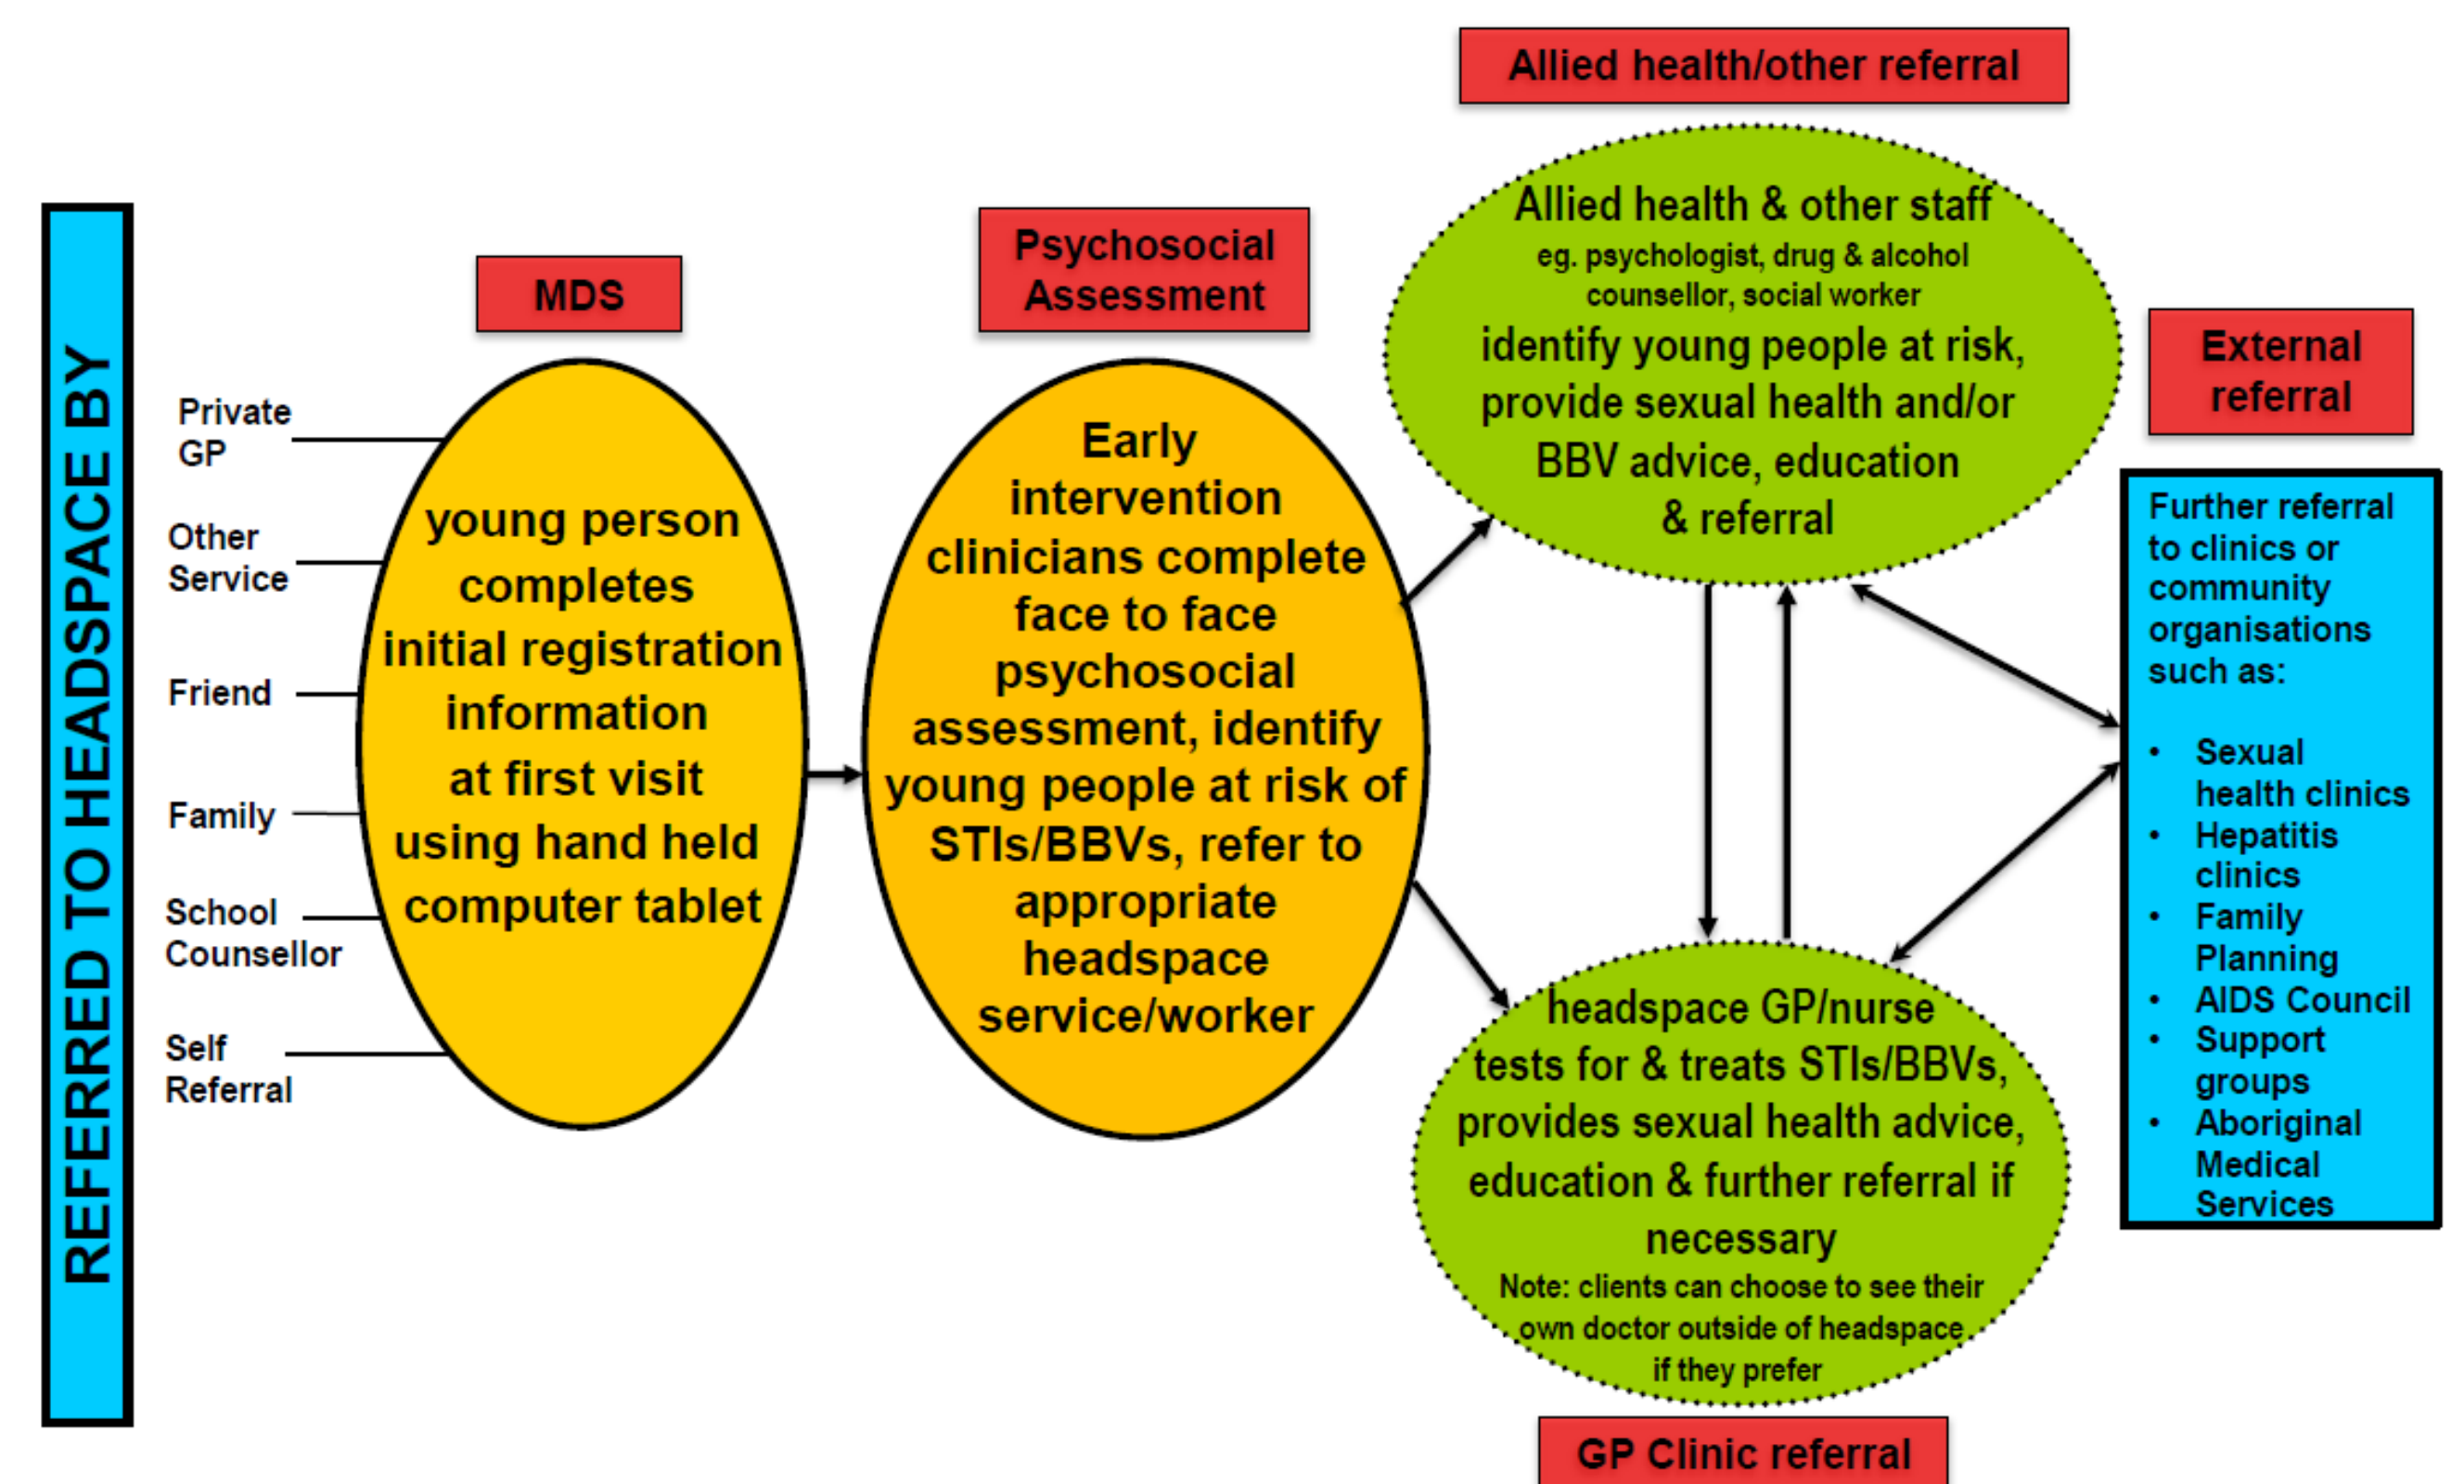 REFERRED TO HEADSPACE BY
Private
GP
Other
Service
Friend
Family
School
Counsellor
Self
Referral
MDS
young person
completes
initial registration
information
at first visit
using hand held
computer tablet
Psychosocial
Assessment
Early
intervention
clinicians complete
face to face
psychosocial
assessment, identify
young people at risk of
STIs/BBVs, refer to
appropriate
headspace
service/worker
Allied health/other referral
Allied health & other staff
eg. psychologist, drug & alcohol
counsellor, social worker
identify young people at risk,
provide sexual health and/or
BBV advice, education
& referral
headspace GP/nurse
tests for & treats STIs/BBVs,
provides sexual health advice,
education & further referral if
necessary
Note: clients can choose to see their
own doctor outside of headspace
if they prefer
GP Clinic referral
External
referral
Further referral
to clinics or
community
organisations
such as:
• Sexual
health clinics
• Hepatitis
clinics
• Family
Planning
• AIDS Council
• Support
groups
• Aboriginal
Medical
Services